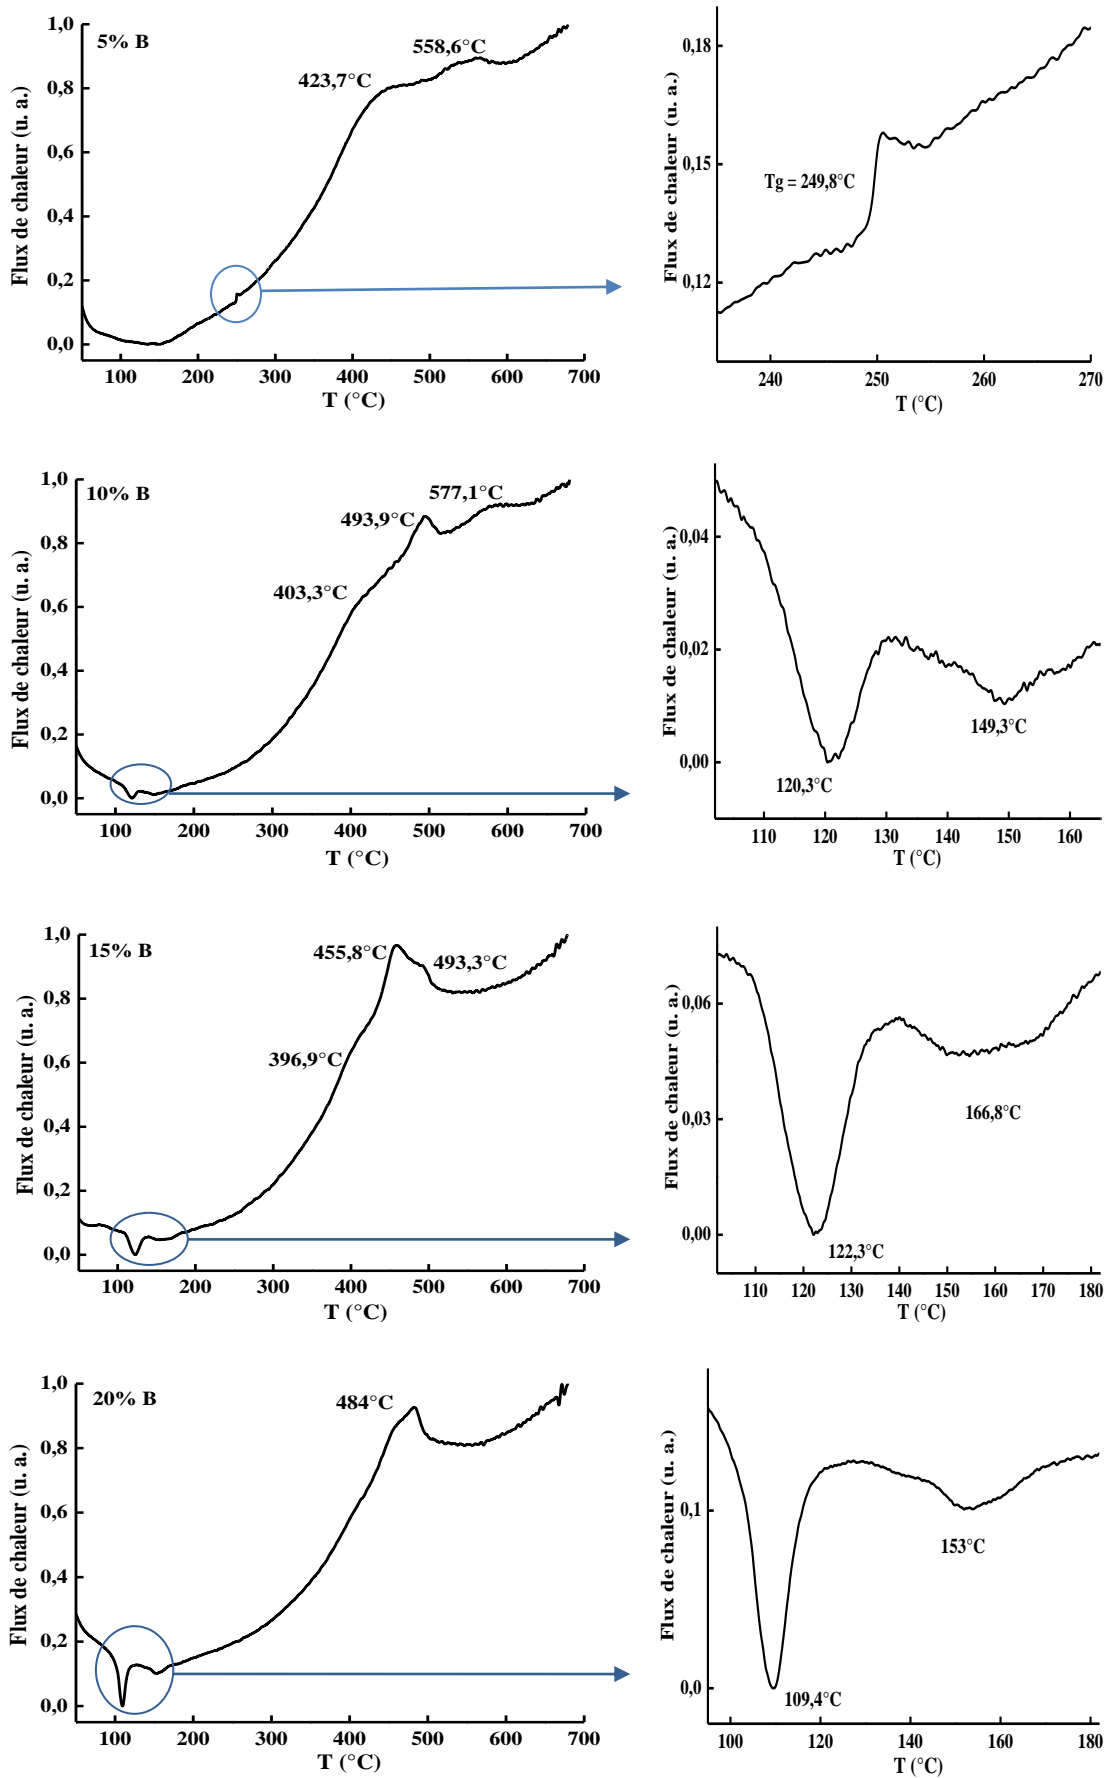 1,0
5% B
558,6°C
423,7°C
0,8
0,6
0,4
0,2
0,0
Flux de chaleur (u. a.)
100 200 300 400 500 600 700
T (°C)
0,18
0,15
0,12
Tg = 249,8°C
Flux de chaleur (u. a.)
240 250 260 270
T (°C)
1,0
10% B
577,1°C
493,9°C
403,3°C
0,8
0,6
0,4
0,2
0,0
Flux de chaleur (u. a.)
100 200 300 400 500 600 700
T (°C)
0,04
0,02
0,00
149,3°C
120,3°C
Flux de chaleur (u. a.)
110 120 130 140 150 160
T (°C)
1,0
15% B
455,8°C
493,3°C
396,9°C
0,8
0,6
0,4
0,2
0,0
Flux de chaleur (u. a.)
100 200 300 400 500 600 700
T (°C)
0,06
0,03
0,00
166,8°C
122,3°C
Flux de chaleur (u. a.)
110 120 130 140 150 160 170 180
T (°C)
1,0
20% B
484°C
0,8
0,6
0,4
0,2
0,0
Flux de chaleur (u. a.)
100 200 300 400 500 600 700
T (°C)
0,1
0,0
153°C
109,4°C
Flux de chaleur (u. a.)
100 120 140 160 180
T (°C)